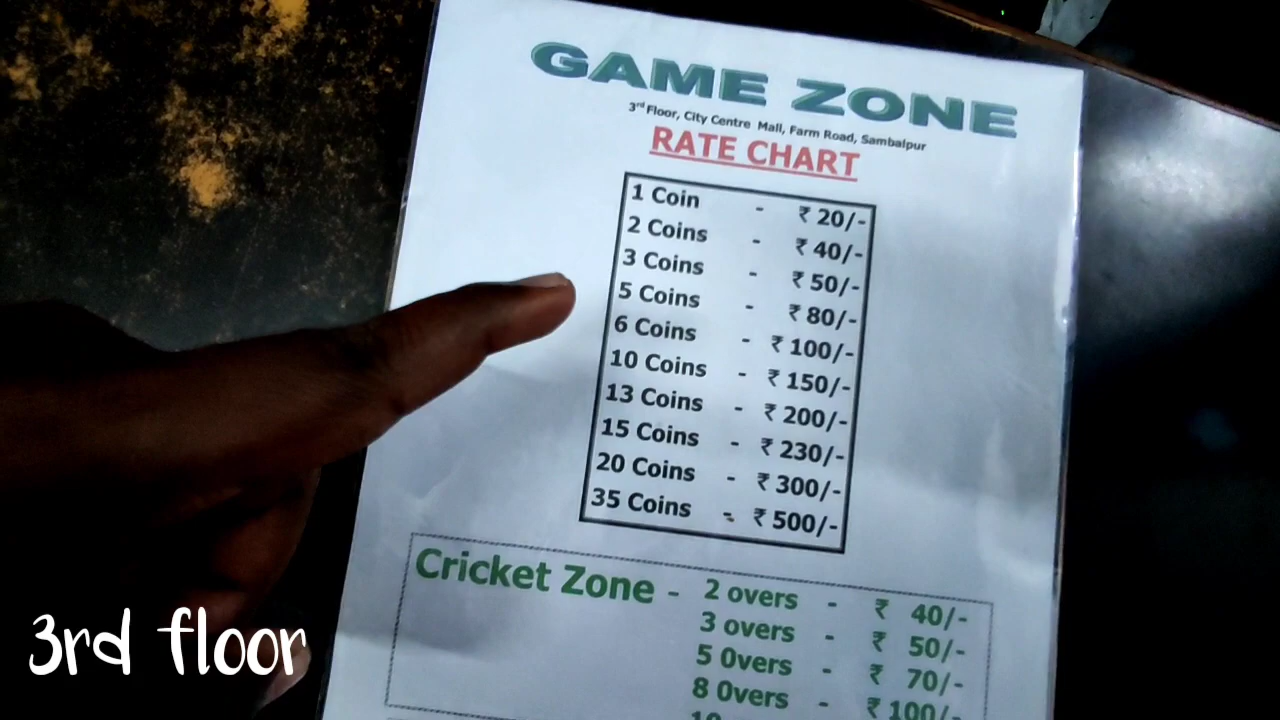 GAME ZONE
3rd Floor, City Centre Mall, Farm Road, Sambalpur
RATE CHART
1 Coin - ₹ 20/-
2 Coins - ₹ 40/-
3 Coins - ₹ 50/-
5 Coins - ₹ 80/-
6 Coins - ₹ 100/-
10 Coins - ₹ 150/-
13 Coins - ₹ 200/-
15 Coins - ₹ 230/-
20 Coins - ₹ 300/-
35 Coins - ₹ 500/-
Cricket Zone - 2 overs - ₹ 40/-
3 overs - ₹ 50/-
5 0vers - ₹ 70/-
8 0vers - ₹ 100/-
3rd floor